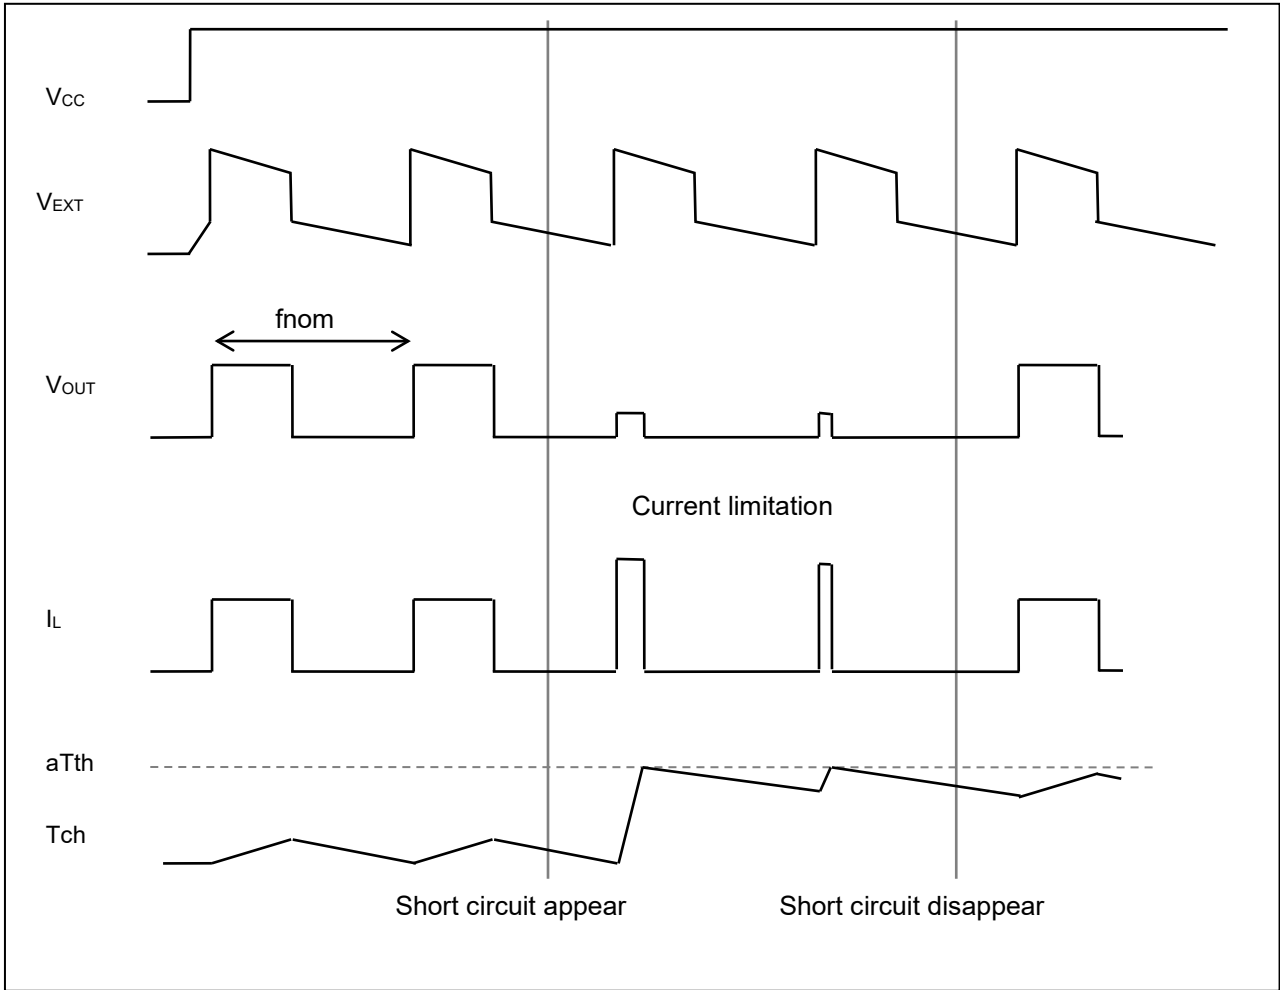 VCC
VEXT
fnom
VOUT
Current limitation
IL
aTth
Tch
Short circuit appear
Short circuit disappear